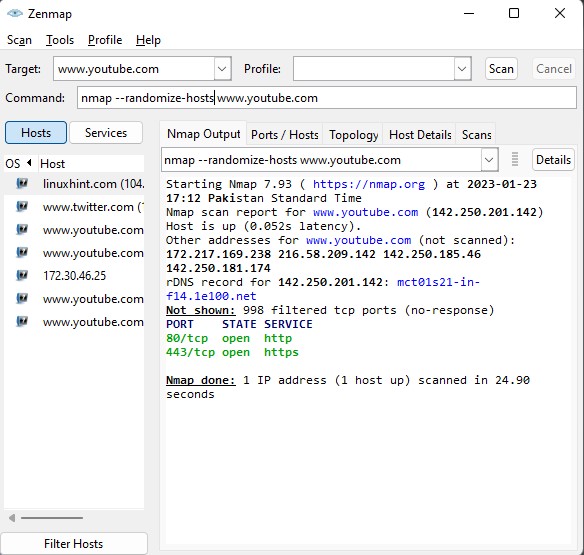 Zenmap
Scan Tools Profile Help
Target: www.youtube.com Profile: Scan Cancel
Command: nmap --randomize-hosts www.youtube.com
Hosts Services
OS Host
linuxhint.com (104.
www.twitter.com (1
www.youtube.com
www.youtube.com
172.30.46.25
www.youtube.com
www.youtube.com
Filter Hosts
Nmap Output Ports / Hosts Topology Host Details Scans
nmap --randomize-hosts www.youtube.com Details
Starting Nmap 7.93 ( https://nmap.org ) at 2023-01-23
17:12 Pakistan Standard Time
Nmap scan report for www.youtube.com (142.250.201.142)
Host is up (0.052s latency).
Other addresses for www.youtube.com (not scanned):
172.217.169.238 216.58.209.142 142.250.185.46
142.250.181.174
rDNS record for 142.250.201.142: mct01s21-in-
f14.1e100.net
Not shown: 998 filtered tcp ports (no-response)
PORT STATE SERVICE
80/tcp open http
443/tcp open https
Nmap done: 1 IP address (1 host up) scanned in 24.90
seconds